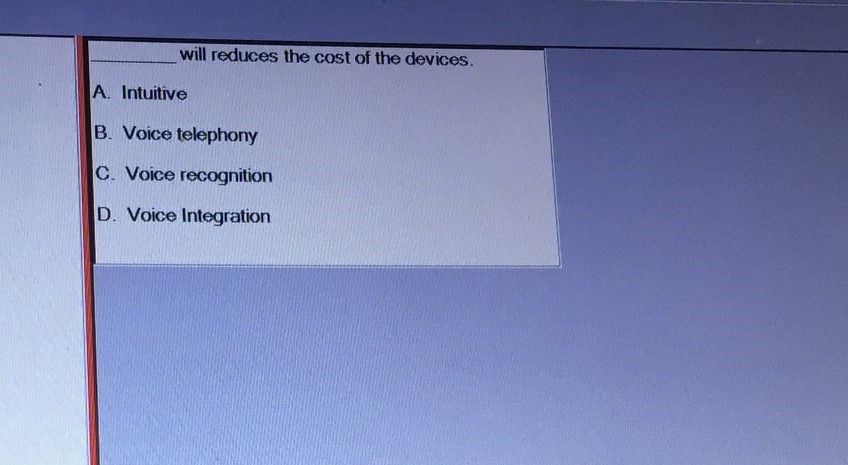 ________ will reduces the cost of the devices.
A. Intuitive
B. Voice telephony
C. Voice recognition
D. Voice Integration